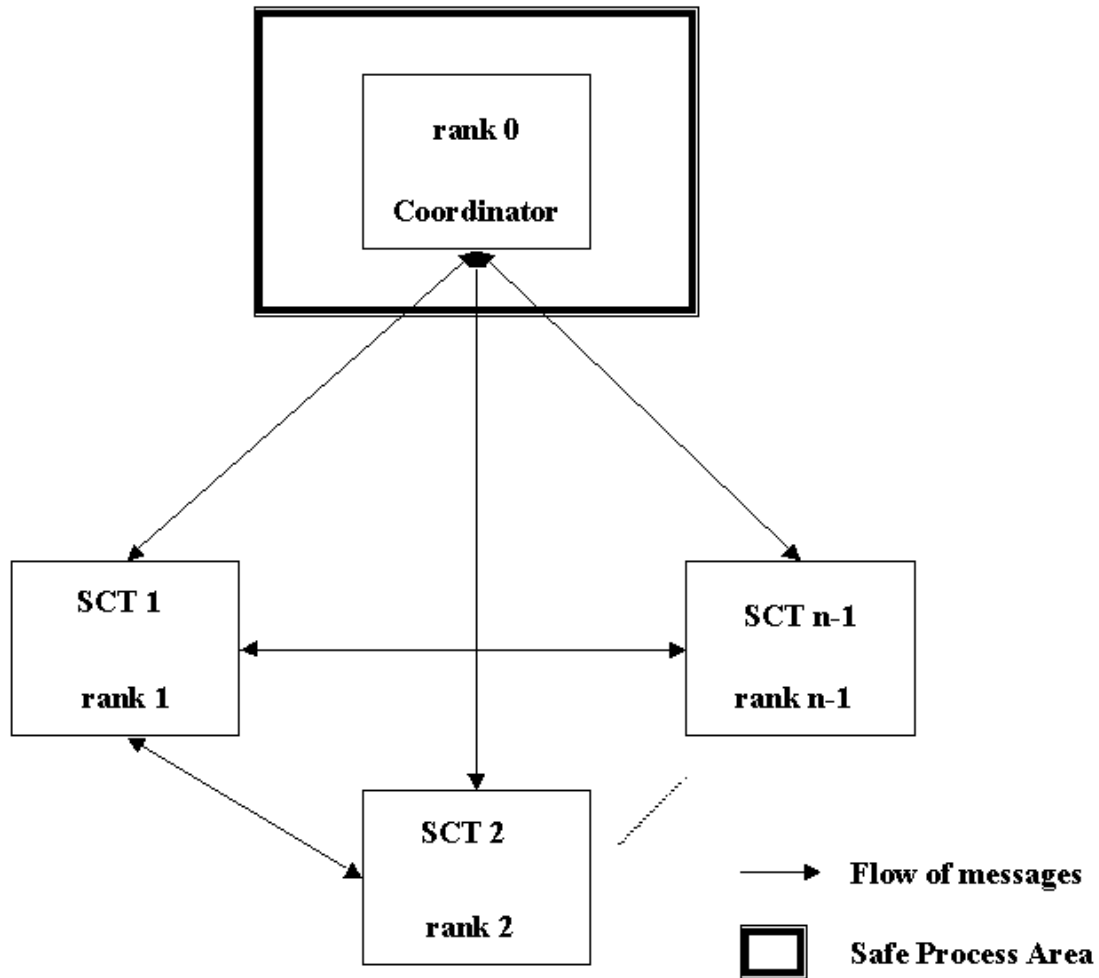 rank 0
Coordinator
SCT 1
rank 1
SCT n-1
rank n-1
SCT 2
rank 2
Flow of messages
Safe Process Area